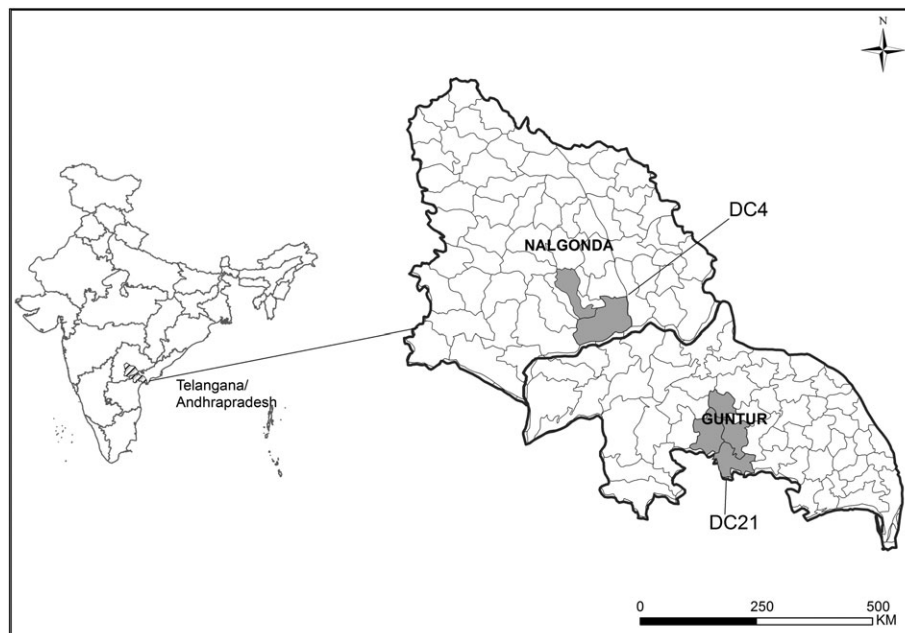 N
DC4
NALGONDA
Telangana/
Andhrapradesh
GUNTUR
DC21
0 250 500
KM